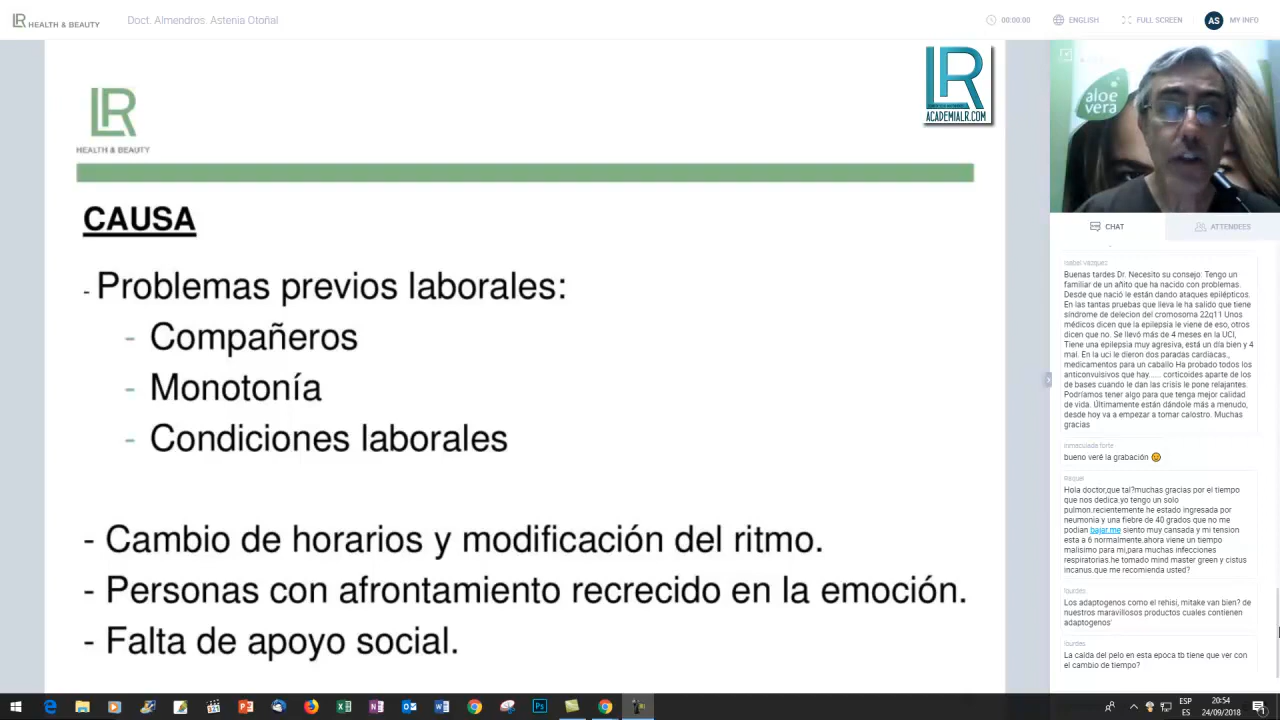 LR HEALTH & BEAUTY
Doct. Almendros. Astenia Otoñal
00:00:00
ENGLISH
FULL SCREEN
AS
MY INFO
LR
ACADEMIALR.COM
LR
HEALTH & BEAUTY
CAUSA
- Problemas previos laborales:
- Compañeros
- Monotonía
- Condiciones laborales
- Cambio de horarios y modificación del ritmo.
- Personas con afrontamiento recrecido en la emoción.
- Falta de apoyo social.
aloe
vera
CHAT
ATTENDEES
Buenas tardes Dr. Necesito su consejo: Tengo un
familiar de un añito que ha nacido con problemas.
Desde que nació le están dando ataques epilépticos.
En las tantas pruebas que lleva le ha salido que tiene
síndrome de delecion del cromosoma 22q11 Unos
médicos dicen que la epilepsia le viene de eso, otros
dicen que no. Se llevó más de 4 meses en la UCI,
Tiene una epilepsia muy agresiva, está un día bien y 4
mal. En la uci le dieron dos paradas cardiacas.,
medicamentos para un caballo Ha probado todos los
anticonvuisivos que hay...... corticoides aparte de los
de bases cuando le dan las crisis le pone relajantes.
Podríamos tener algo para que tenga mejor calidad
de vida. Últimamente están dándole más a menudo,
desde hoy va a empezar a tomar calostro. Muchas
gracias
inmaculada forte
bueno veré la grabación
Raquel
Hola doctor,que tal?muchas gracias por el tiempo
que nos dedica.yo tengo un solo
pulmon.recientemente he estado ingresada por
neumonia y una fiebre de 40 grados que no me
podian bajar.me siento muy cansada y mi tension
esta a 6 normalmente.ahora viene un tiempo
malisimo para mi,para muchas infecciones
respiratorias.he tomado mind master green y cistus
incanus.que me recomienda usted?
lourdes
Los adaptogenos como el rehisi, mitake van bien? de
nuestros maravillosos productos cuales contienen
adaptogenos'
lourdes
La caída del pelo en esta epoca tb tiene que ver con
el cambio de tiempo?
ESP
ES
20:54
24/09/2018